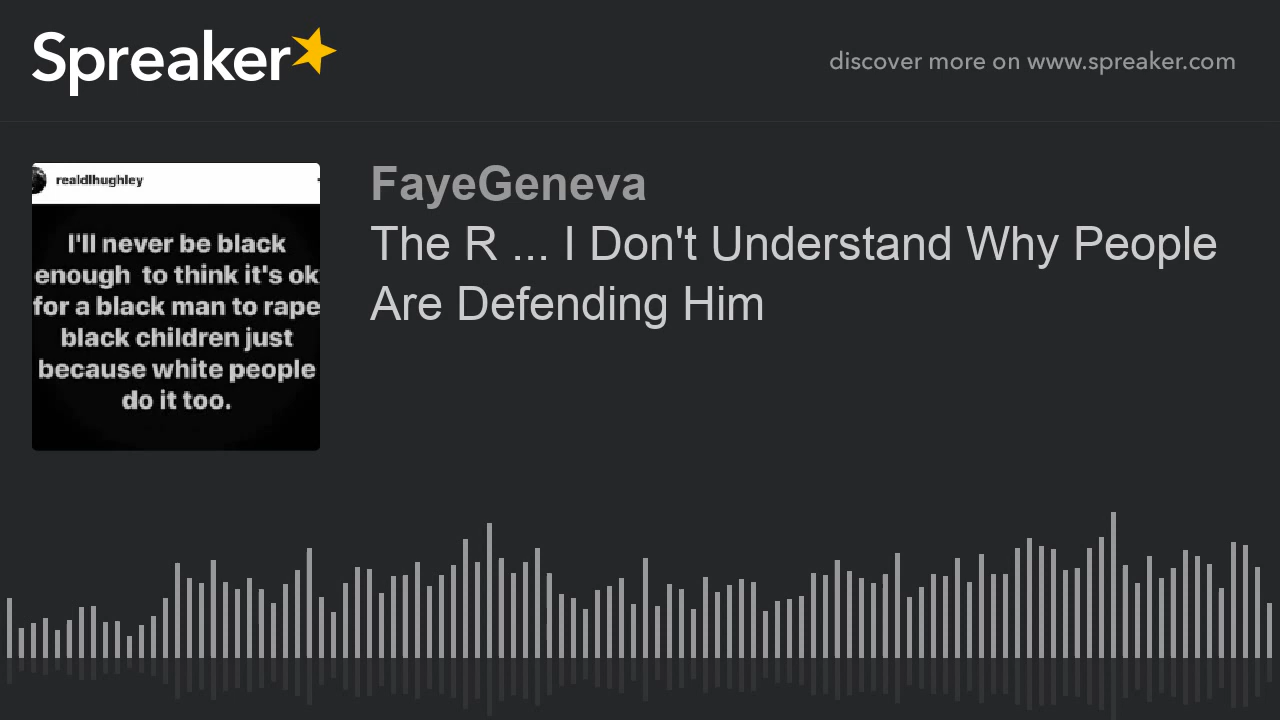 Spreaker
discover more on www.spreaker.com
realdlhughley
I'll never be black
enough to think it's ok
for a black man to rape
black children just
because white people
do it too.
FayeGeneva
The R ... I Don't Understand Why People
Are Defending Him